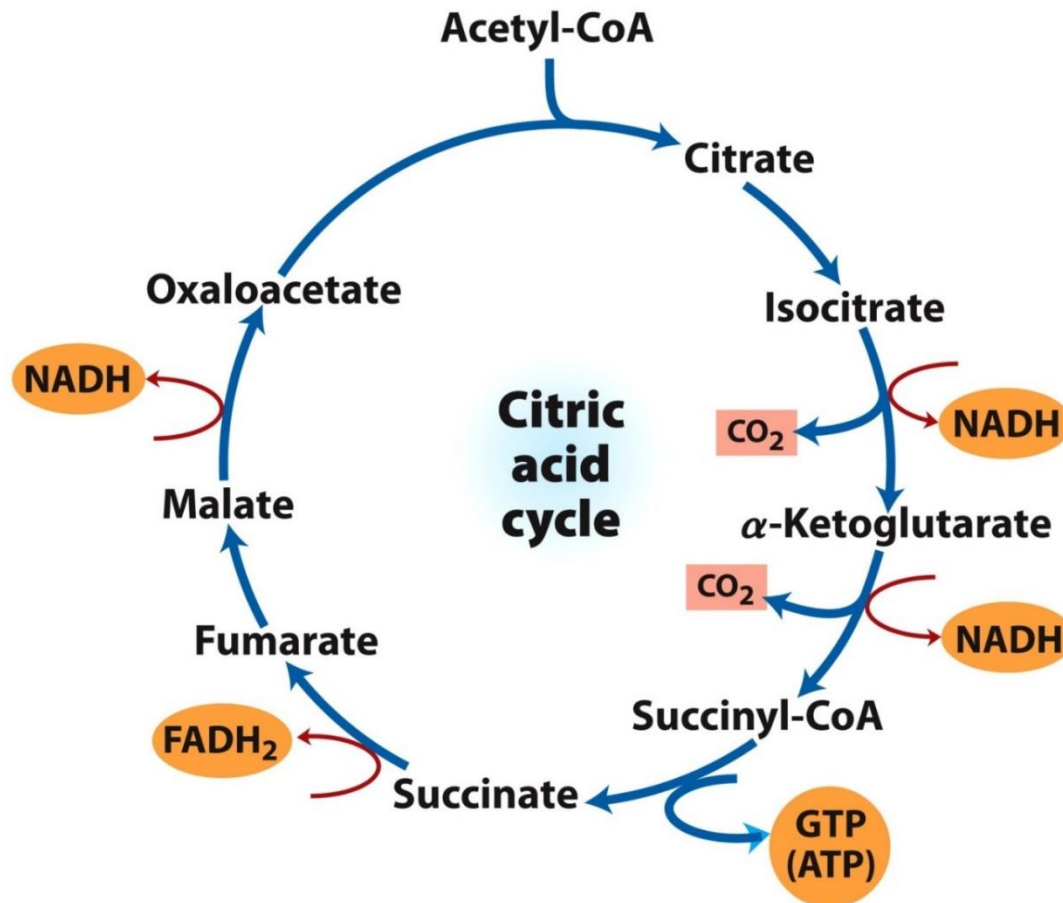 Acetyl-CoA
Citrate
Isocitrate
NADH
CO₂
α-Ketoglutarate
CO₂
NADH
Succinyl-CoA
GTP
(ATP)
Succinate
FADH₂
Fumarate
Malate
NADH
Oxaloacetate
Citric
acid
cycle